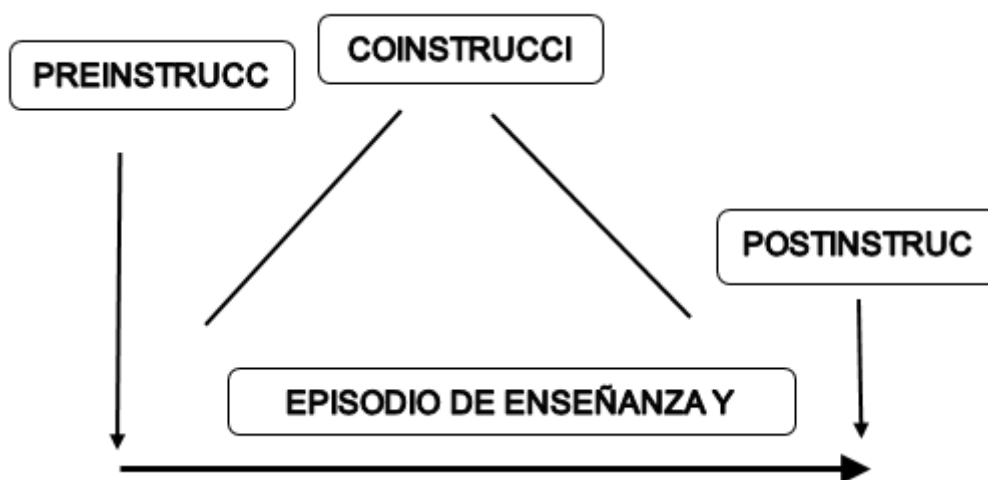 PREINSTRUCC
COINSTRUCCI
POSTINSTRUC
EPISODIO DE ENSEÑANZA Y